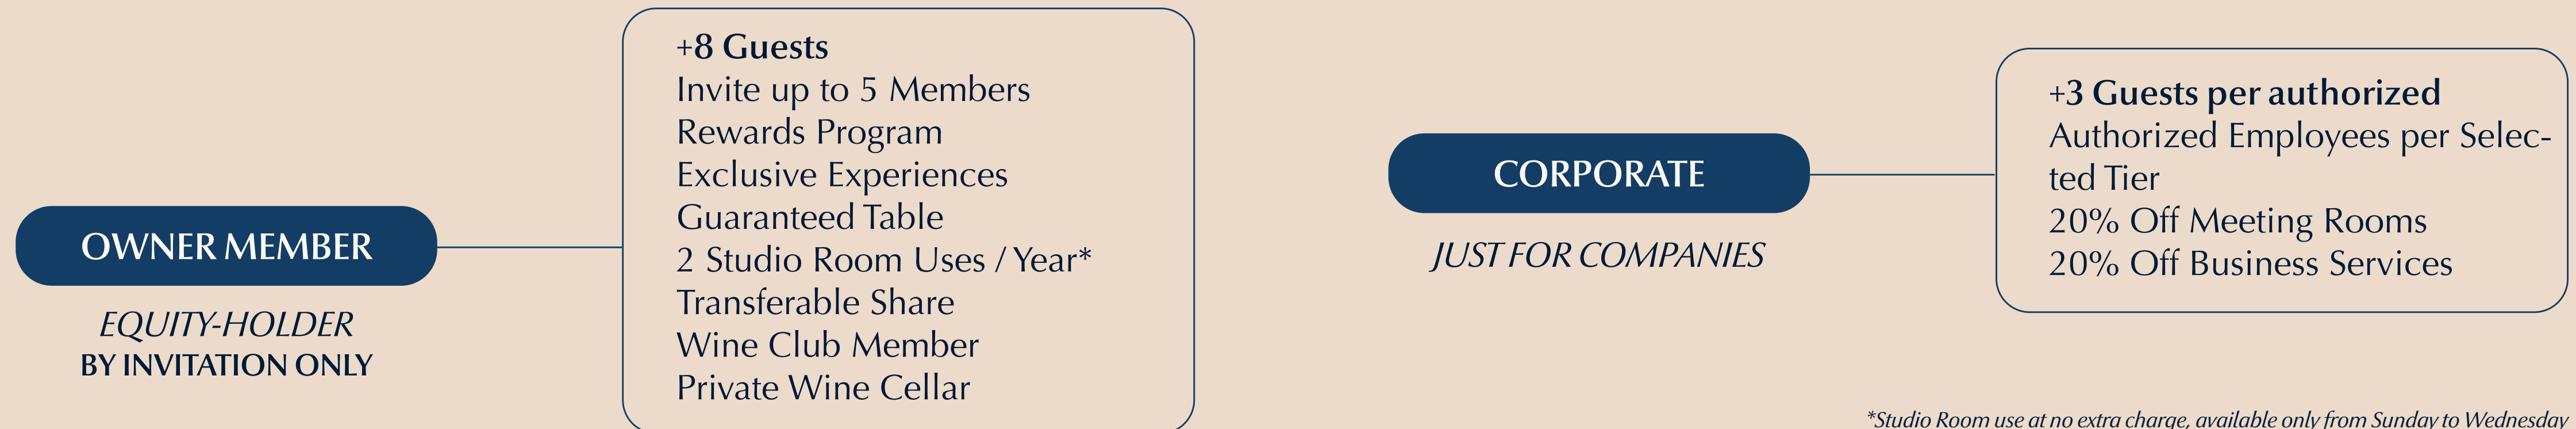 OWNER MEMBER
EQUITY-HOLDER
BY INVITATION ONLY
+8 Guests
Invite up to 5 Members
Rewards Program
Exclusive Experiences
Guaranteed Table
2 Studio Room Uses / Year*
Transferable Share
Wine Club Member
Private Wine Cellar
CORPORATE
JUST FOR COMPANIES
+3 Guests per authorized
Authorized Employees per Selec-
ted Tier
20% Off Meeting Rooms
20% Off Business Services
*Studio Room use at no extra charge, available only from Sunday to Wednesday